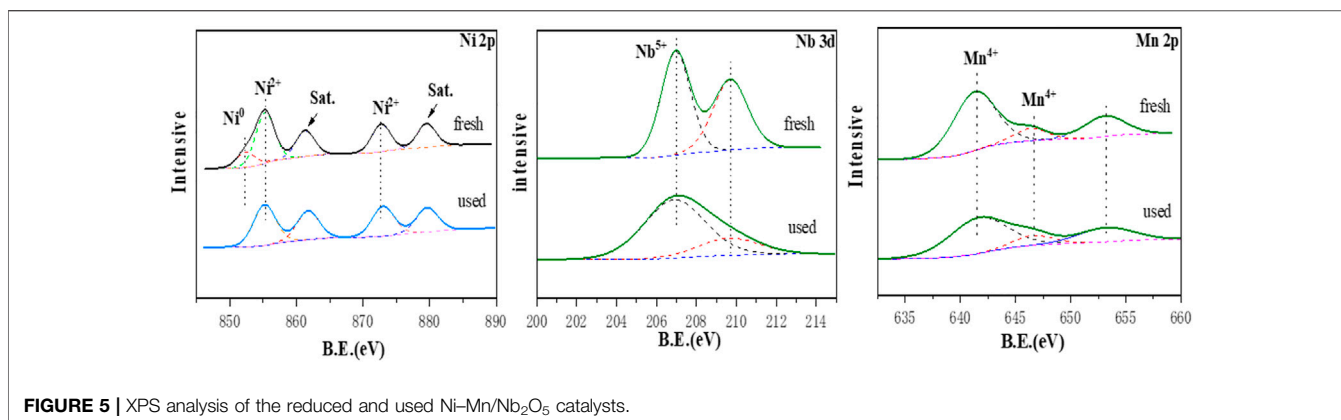 Ni 2p
Ni⁰
Ni²⁺
Sat.
Ni²⁺
Sat.
fresh
used
Intensive
850 860 870 880 890
B.E.(eV)
Nb 3d
Nb⁵⁺
fresh
used
intensive
200 202 204 206 208 210 212 214
B.E.(eV)
Mn 2p
Mn⁴⁺
Mn⁴⁺
fresh
used
Intensive
635 640 645 650 655 660
B.E.(eV)
FIGURE 5 | XPS analysis of the reduced and used Ni–Mn/Nb₂O₅ catalysts.